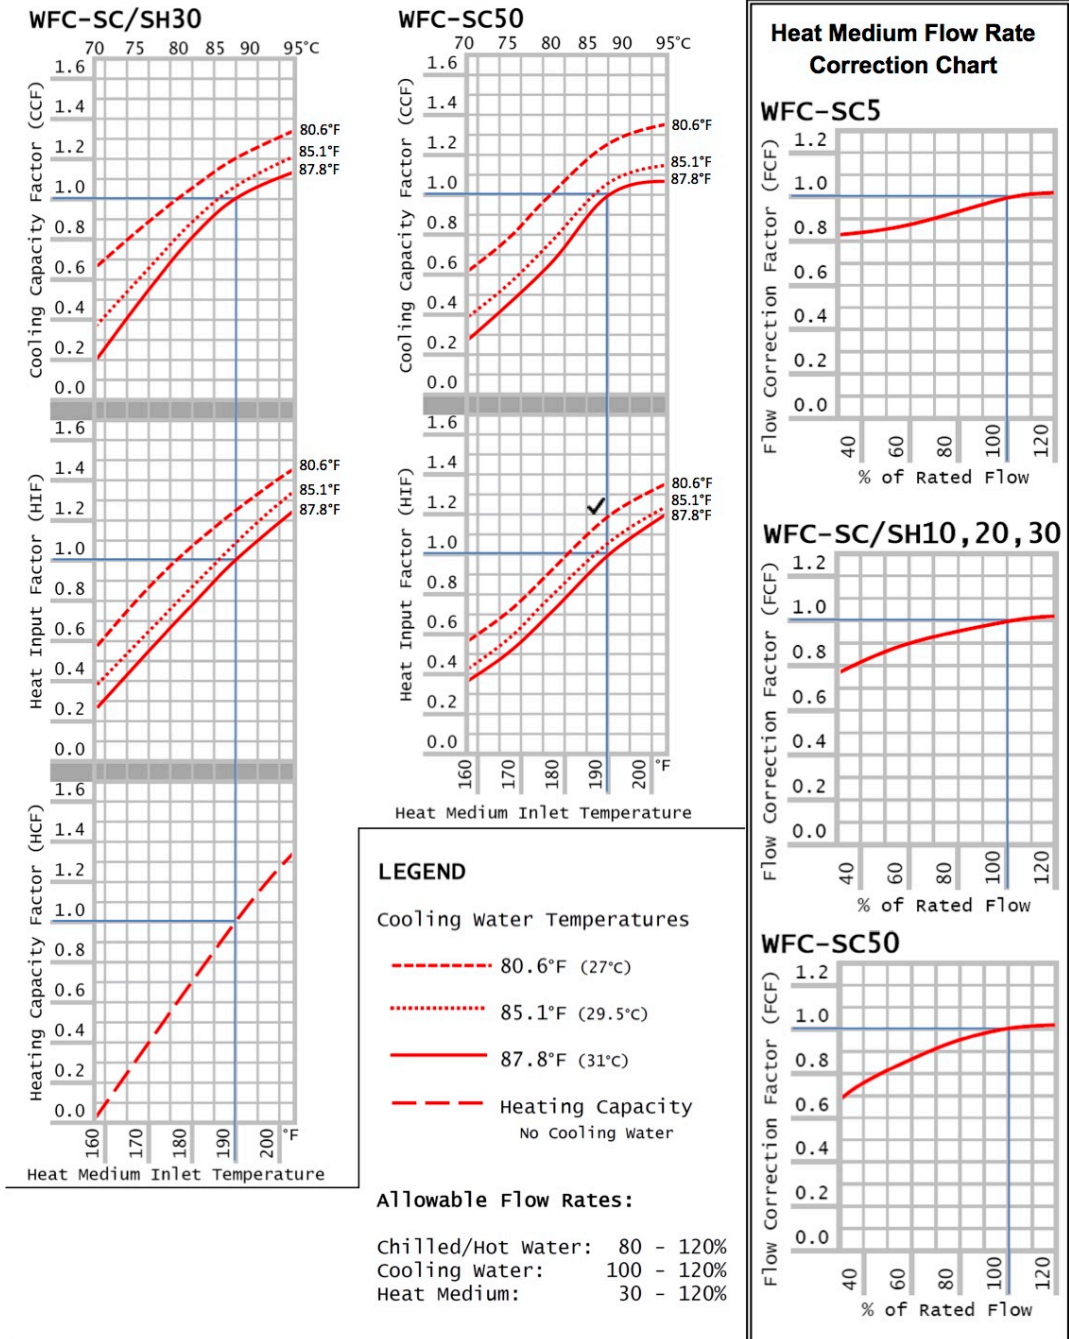 WFC-SC/SH30
70 75 80 85 90 95°C
Cooling Capacity Factor (CCF)
1.6
1.4
1.2
1.0
0.8
0.6
0.4
0.2
0.0
80.6°F
85.1°F
87.8°F
Heat Input Factor (HIF)
1.6
1.4
1.2
1.0
0.8
0.6
0.4
0.2
0.0
80.6°F
85.1°F
87.8°F
Heating Capacity Factor (HCF)
1.6
1.4
1.2
1.0
0.8
0.6
0.4
0.2
0.0
160 170 180 190 200 °F
Heat Medium Inlet Temperature
WFC-SC50
70 75 80 85 90 95°C
Cooling Capacity Factor (CCF)
1.6
1.4
1.2
1.0
0.8
0.6
0.4
0.2
0.0
80.6°F
85.1°F
87.8°F
Heat Input Factor (HIF)
1.6
1.4
1.2
1.0
0.8
0.6
0.4
0.2
0.0
80.6°F
85.1°F
87.8°F
160 170 180 190 200 °F
Heat Medium Inlet Temperature
LEGEND
Cooling Water Temperatures
80.6°F (27°C)
85.1°F (29.5°C)
87.8°F (31°C)
Heating Capacity
No Cooling Water
Allowable Flow Rates:
Chilled/Hot Water: 80 - 120%
Cooling Water: 100 - 120%
Heat Medium: 30 - 120%
Heat Medium Flow Rate
Correction Chart
WFC-SC5
Flow Correction Factor (FCF)
1.2
1.0
0.8
0.6
0.4
0.2
0.0
40 60 80 100 120
% of Rated Flow
WFC-SC/SH10,20,30
Flow Correction Factor (FCF)
1.2
1.0
0.8
0.6
0.4
0.2
0.0
40 60 80 100 120
% of Rated Flow
WFC-SC50
Flow Correction Factor (FCF)
1.2
1.0
0.8
0.6
0.4
0.2
0.0
40 60 80 100 120
% of Rated Flow